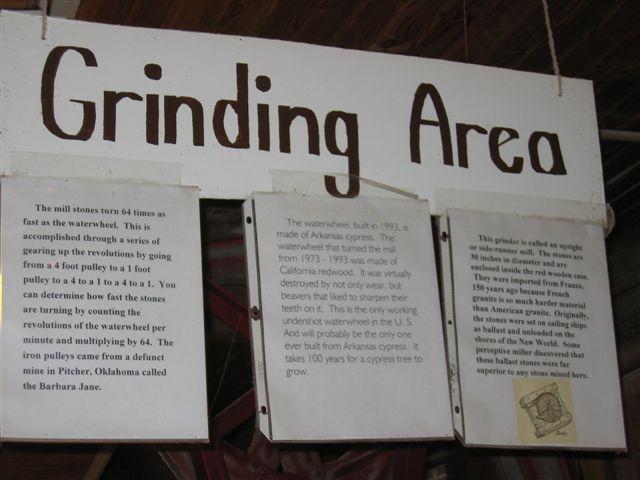 Grinding Area
The mill stones turn 64 times as
fast as the waterwheel. This is
accomplished through a series of
gearing up the revolutions by going
from a 4 foot pulley to a 1 foot
pulley to a 4 to a 1 to a 4 to a 1. You
can determine how fast the stones
are turning by counting the
revolutions of the waterwheel per
minute and multiplying by 64. The
iron pulleys came from a defunct
mine in Pitcher, Oklahoma called
the Barbara Jane.
The waterwheel, built in 1993, is
made of Arkansas cypress. The
waterwheel that turned the mill
from 1973 - 1993 was made of
California redwood. It was virtually
destroyed by not only wear, but
beavers that liked to sharpen their
teeth on it. This is the only working
undershot waterwheel in the U. S.
And will probably be the only one
ever built from Arkansas cypress. It
takes 100 years for a cypress tree to
grow.
This grinder is called an upright
or side-runner mill. The stones are
30 inches in diameter and are
enclosed inside the red wooden case.
They were imported from France,
150 years ago because French
granite is so much harder material
than American granite. Originally,
the stones were set on sailing ships
as ballast and unloaded on the
shores of the New World. Some
perceptive miller discovered that
these ballast stones were far
superior to any stone mined here.